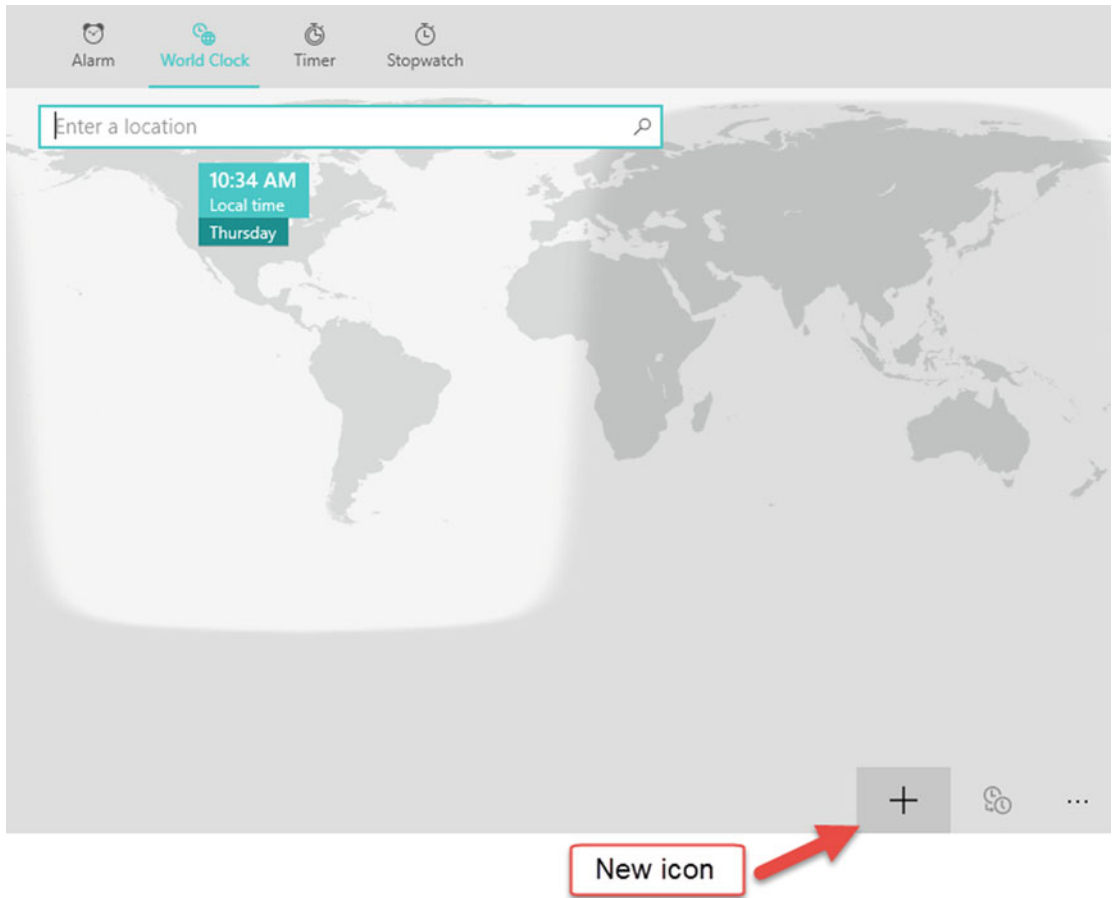 Alarm
World Clock
Timer
Stopwatch
Enter a location
10:34 AM
Local time
Thursday
New icon